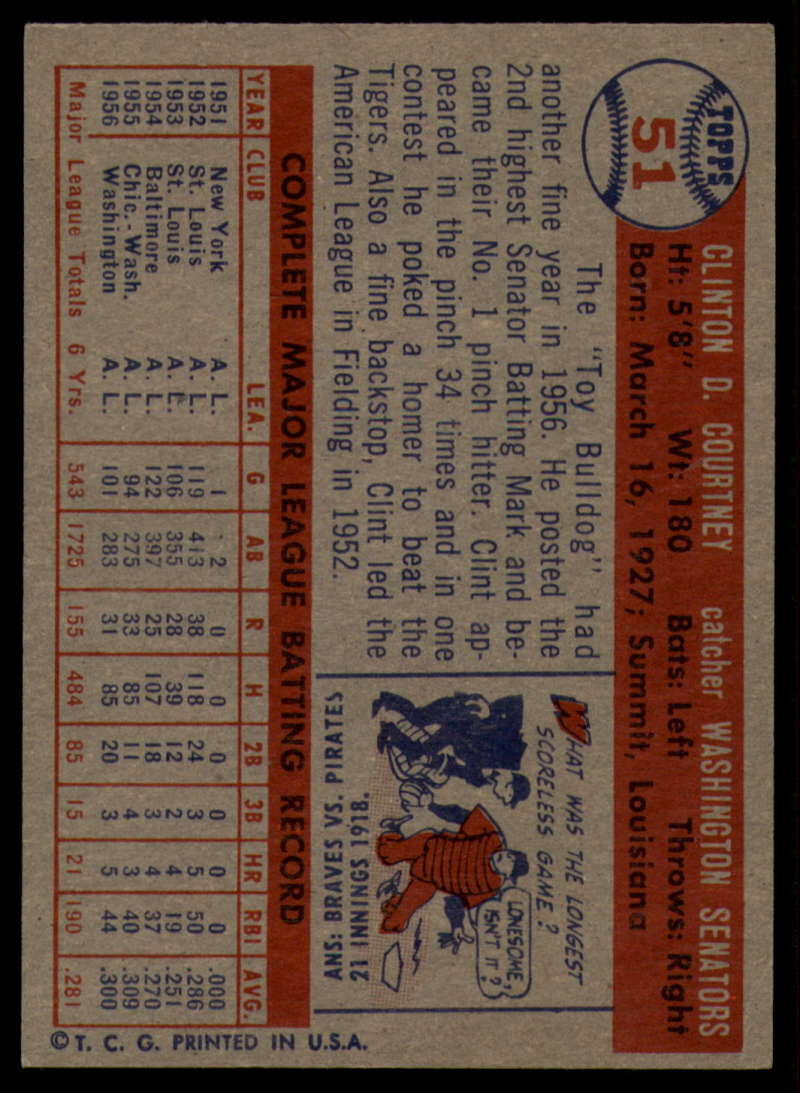 TOPPS
51
CLINTON D. COURTNEY catcher WASHINGTON SENATORS
Ht: 5'8" Wt: 180 Bats: Left Throws: Right
Born: March 16, 1927; Summit, Louisiana
The "Toy Bulldog" had
another fine year in 1956. He posted the
2nd highest Senator Batting Mark and be-
came their No. 1 pinch hitter. Clint ap-
peared in the pinch 34 times and in one
contest he poked a homer to beat the
Tigers. Also a fine backstop, Clint led the
American League in Fielding in 1952.
WHAT WAS THE LONGEST
SCORELESS GAME?
LONESOME,
ISN'T IT?
ANS: BRAVES VS. PIRATES
21 INNINGS 1918.
COMPLETE MAJOR LEAGUE BATTING RECORD
YEAR CLUB LEA. G AB R H 2B 3B HR RBI AVG.
1951 New York A. L. 1 2 0 0 0 0 0 0 .000
1952 St. Louis A. L. 119 413 38 118 24 3 5 50 .286
1953 St. Louis A. L. 106 355 28 39 12 2 4 19 .251
1954 Baltimore A. L. 122 397 25 107 18 3 4 37 .270
1955 Chic.-Wash. A. L. 94 275 33 85 11 4 3 40 .309
1956 Washington A. L. 101 283 31 85 20 3 5 44 .300
Major League Totals 6 Yrs. 543 1725 155 484 85 15 21 190 .281
© T. C. G. PRINTED IN U.S.A.